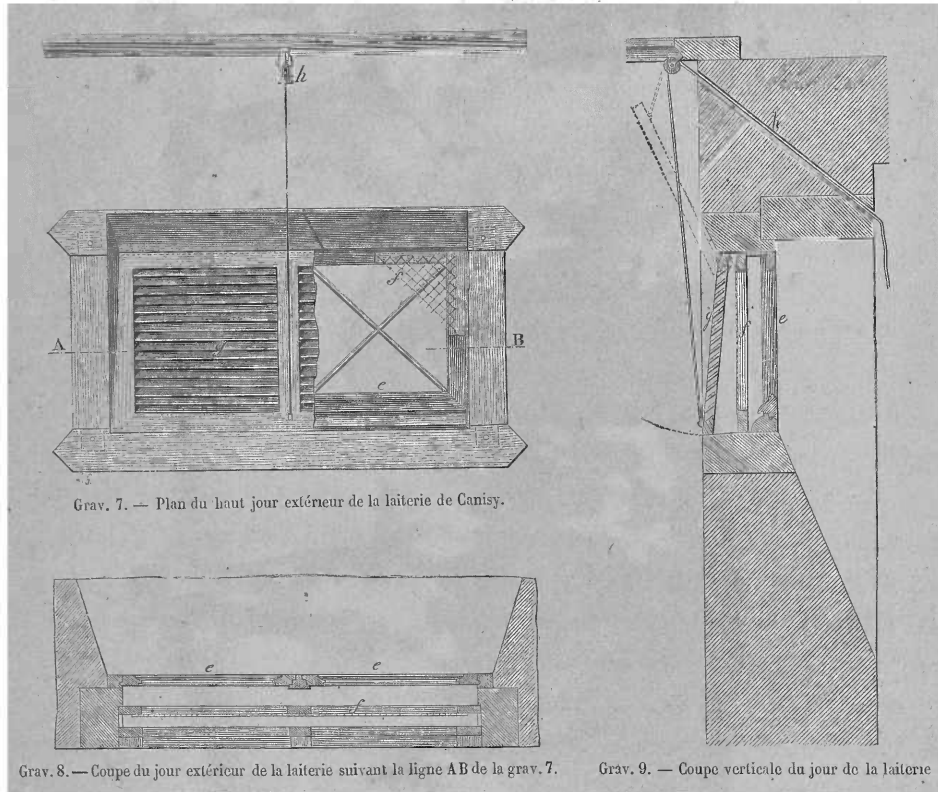 h
f
g
A
B
e
Grav. 7. — Plan du haut jour extérieur de la laiterie de Canisy.
h
g
f
e
e e
f
Grav. 8. — Coupe du jour extérieur de la laiterie suivant la ligne AB de la grav. 7.
Grav. 9. — Coupe verticale du jour de la laiterie